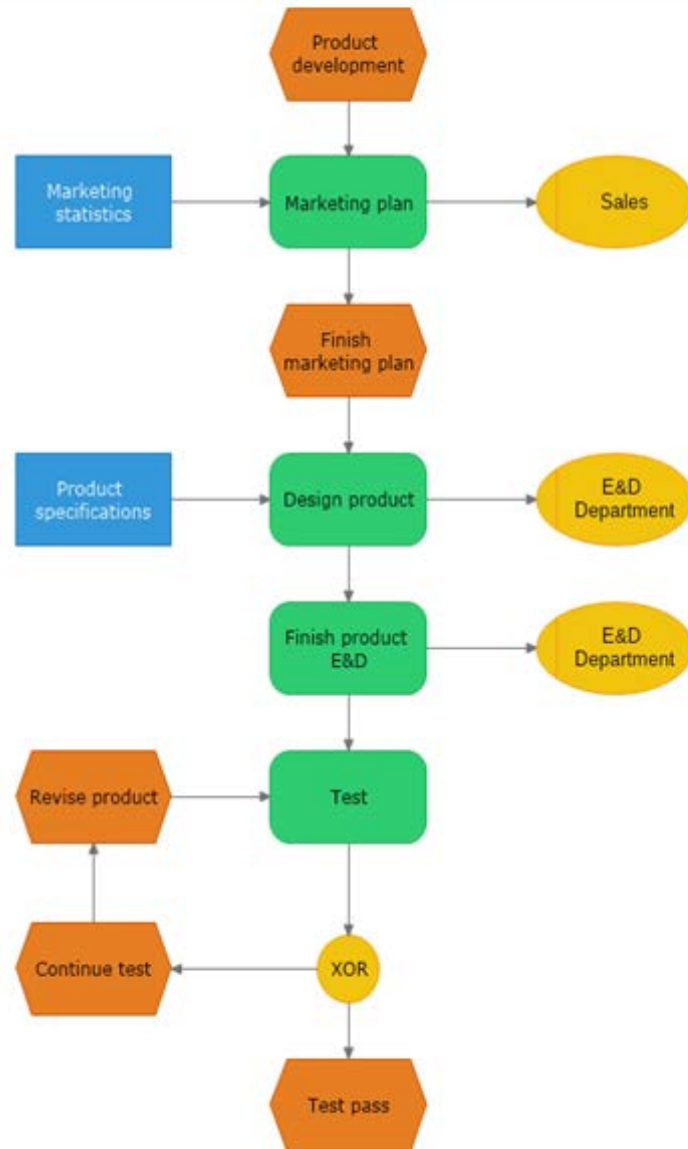 Product
development
Marketing
statistics
Marketing plan
Sales
Finish
marketing plan
Product
specifications
Design product
E&D
Department
Finish product
E&D
E&D
Department
Revise product
Test
Continue test
XOR
Test pass